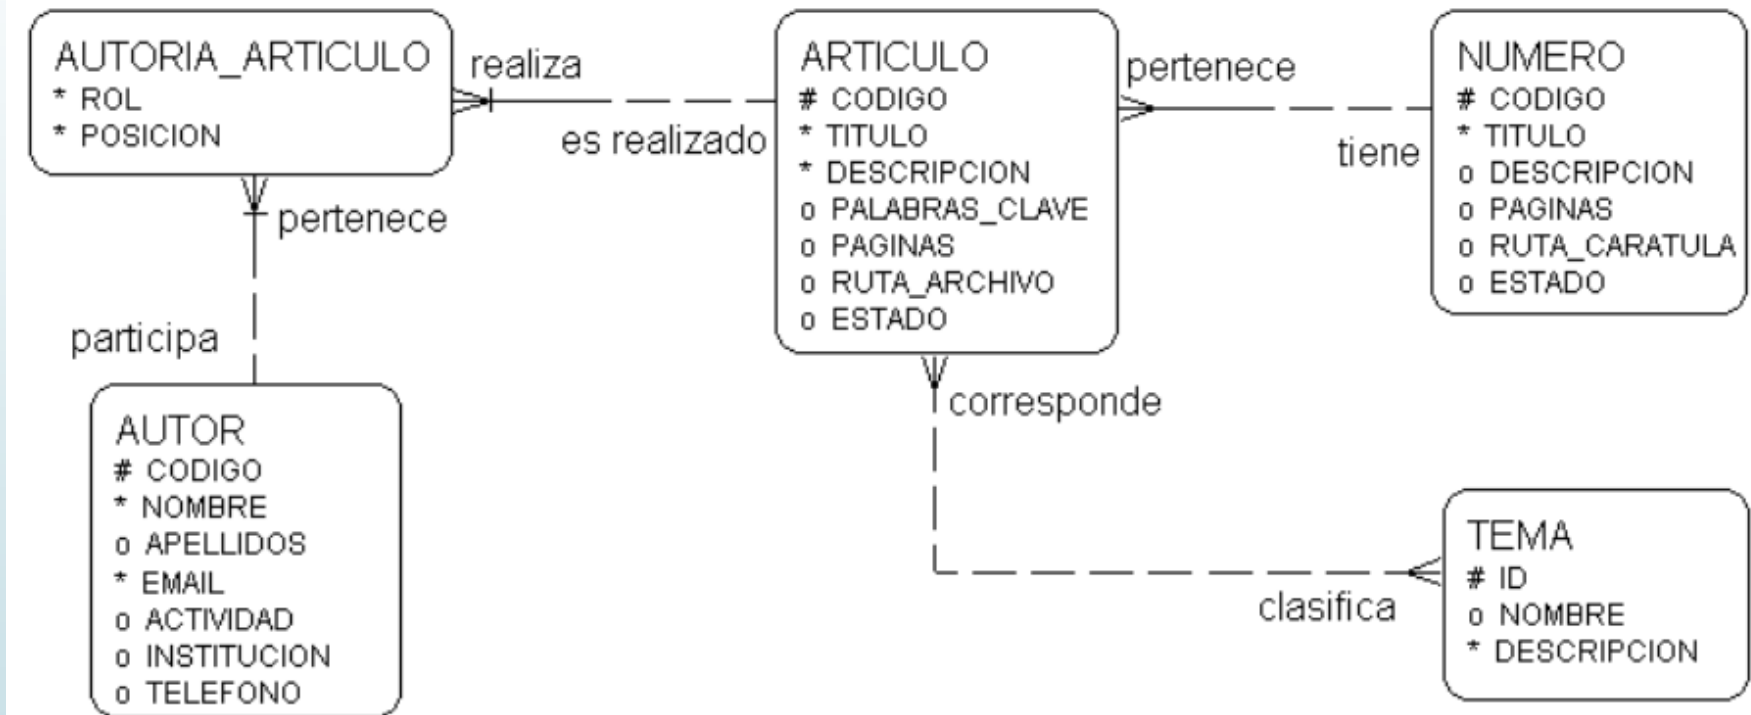 AUTORIA_ARTICULO
* ROL
* POSICION
realiza
es realizado
ARTICULO
# CODIGO
* TITULO
* DESCRIPCION
o PALABRAS_CLAVE
o PAGINAS
o RUTA_ARCHIVO
o ESTADO
pertenece
tiene
NUMERO
# CODIGO
* TITULO
o DESCRIPCION
o PAGINAS
o RUTA_CARATULA
o ESTADO
pertenece
participa
AUTOR
# CODIGO
* NOMBRE
o APELLIDOS
* EMAIL
o ACTIVIDAD
o INSTITUCION
o TELEFONO
corresponde
clasifica
TEMA
# ID
o NOMBRE
* DESCRIPCION